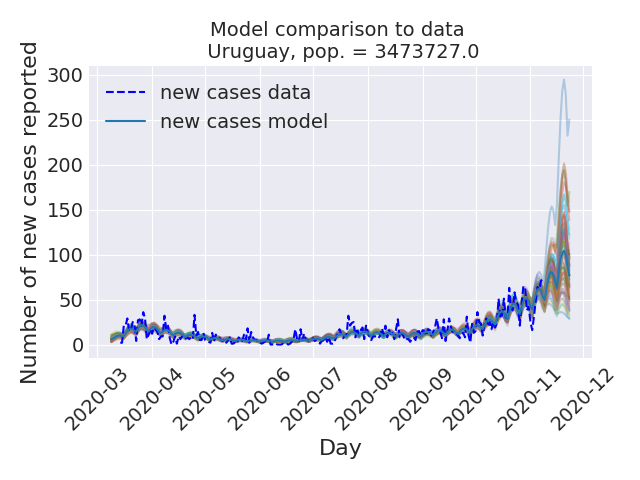 Model comparison to data
Uruguay, pop. = 3473727.0
Number of new cases reported
300
250
200
150
100
50
0
new cases data
new cases model
2020-03
2020-04
2020-05
2020-06
2020-07
2020-08
2020-09
2020-10
2020-11
2020-12
Day